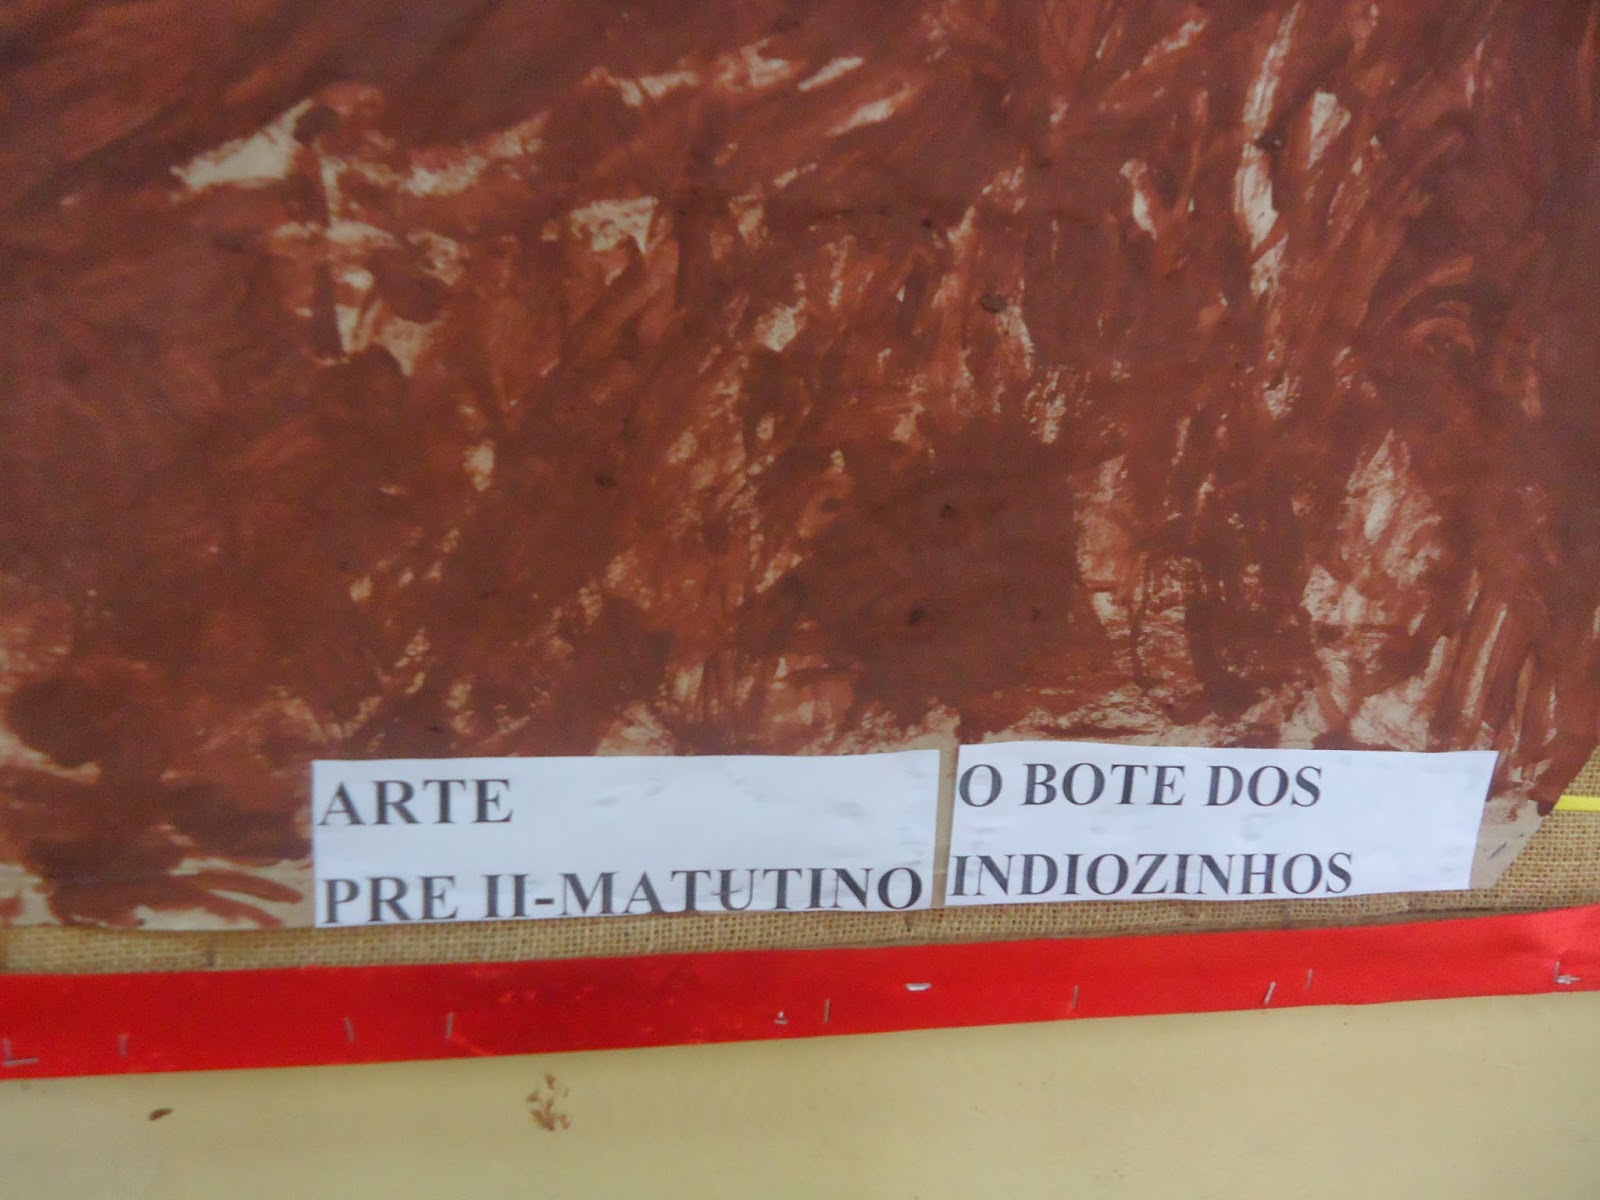 ARTE
PRE II-MATUTINO
O BOTE DOS
INDIOZINHOS